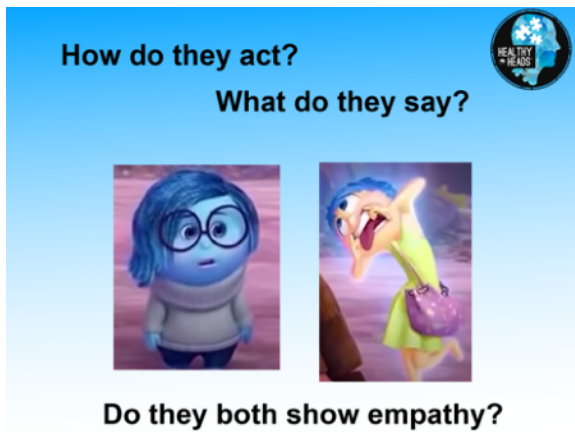 How do they act?
HEALTHY
HEADS
What do they say?
Do they both show empathy?